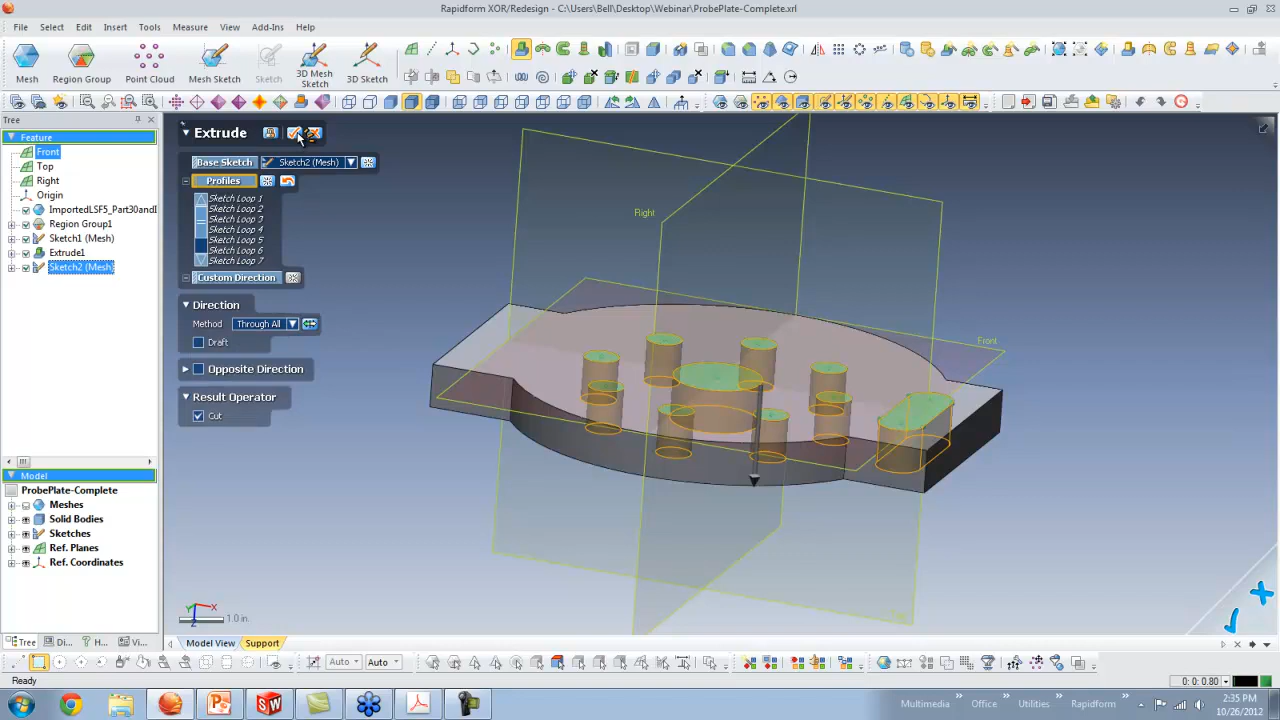 Rapidform XOR/Redesign - C:\Users\Bell\Desktop\Webinar\ProbePlate-Complete.xrl
File Select Edit Insert Tools Measure View Add-Ins Help
Mesh Region Group Point Cloud Mesh Sketch Sketch 3D Mesh Sketch 3D Sketch
Tree
Feature
Front
Top
Right
Origin
ImportedLSF5_Part30andI
Region Group1
Sketch1 (Mesh)
Extrude1
Sketch2 (Mesh)
Model
ProbePlate-Complete
Meshes
Solid Bodies
Sketches
Ref. Planes
Ref. Coordinates
Tree Di... H... Vi...
Extrude
Base Sketch Sketch2 (Mesh)
Profiles
Sketch Loop 1
Sketch Loop 2
Sketch Loop 3
Sketch Loop 4
Sketch Loop 5
Sketch Loop 6
Sketch Loop 7
Custom Direction
Direction
Method Through All
Draft
Opposite Direction
Result Operator
Cut
Right
Front
Y X Z
1.0 in.
Model View Support
Auto Auto
Ready
0: 0: 0.80
Multimedia Office Utilities Rapidform
2:35 PM
10/26/2012